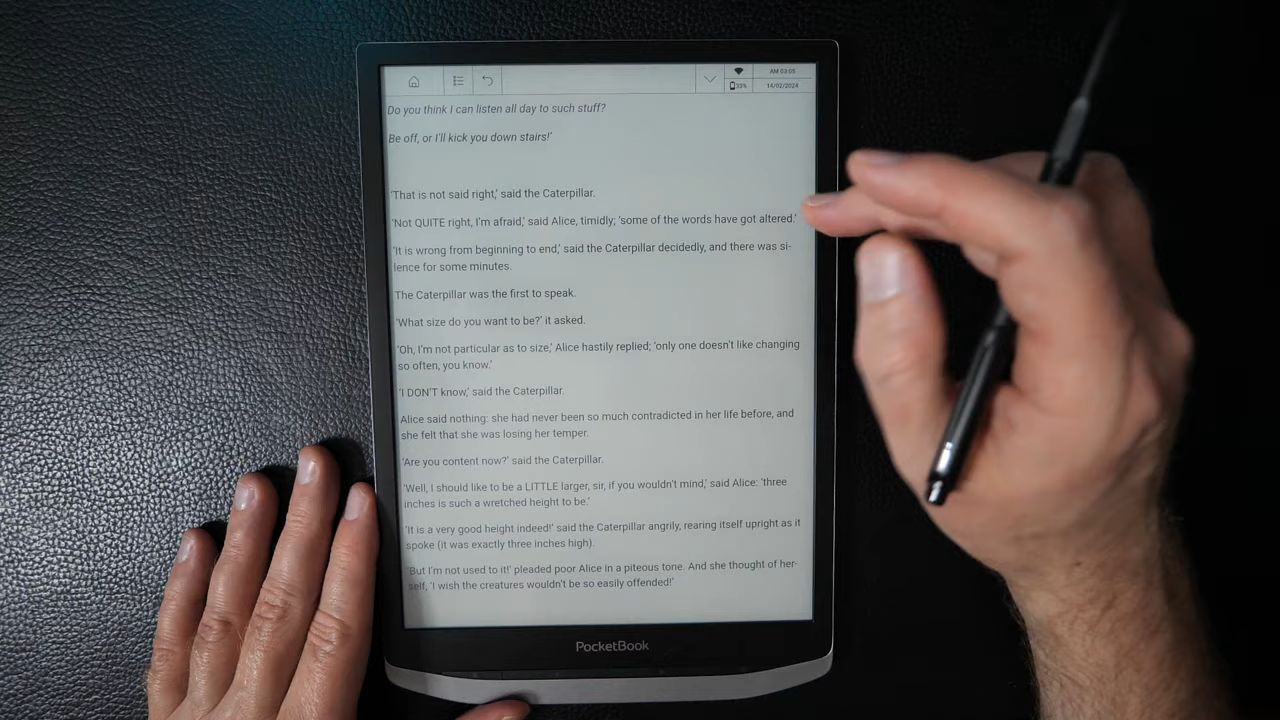 AM 03:05
33%
14/02/2024
Do you think I can listen all day to such stuff?
Be off, or I'll kick you down stairs!'
'That is not said right,' said the Caterpillar.
'Not QUITE right, I'm afraid,' said Alice, timidly; 'some of the words have got altered.'
'It is wrong from beginning to end,' said the Caterpillar decidedly, and there was si-
lence for some minutes.
The Caterpillar was the first to speak.
'What size do you want to be?' it asked.
'Oh, I'm not particular as to size,' Alice hastily replied; 'only one doesn't like changing
so often, you know.'
'I DON'T know,' said the Caterpillar.
Alice said nothing: she had never been so much contradicted in her life before, and
she felt that she was losing her temper.
'Are you content now?' said the Caterpillar.
'Well, I should like to be a LITTLE larger, sir, if you wouldn't mind,' said Alice: 'three
inches is such a wretched height to be.'
'It is a very good height indeed!' said the Caterpillar angrily, rearing itself upright as it
spoke (it was exactly three inches high).
'But I'm not used to it!' pleaded poor Alice in a piteous tone. And she thought of her-
self, 'I wish the creatures wouldn't be so easily offended!'
PocketBook